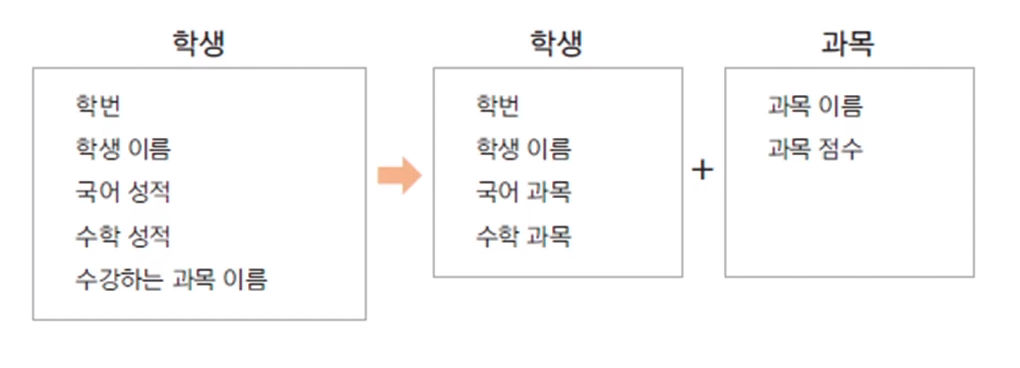 학생
학번
학생 이름
국어 성적
수학 성적
수강하는 과목 이름
학생
학번
학생 이름
국어 과목
수학 과목
+
과목
과목 이름
과목 점수